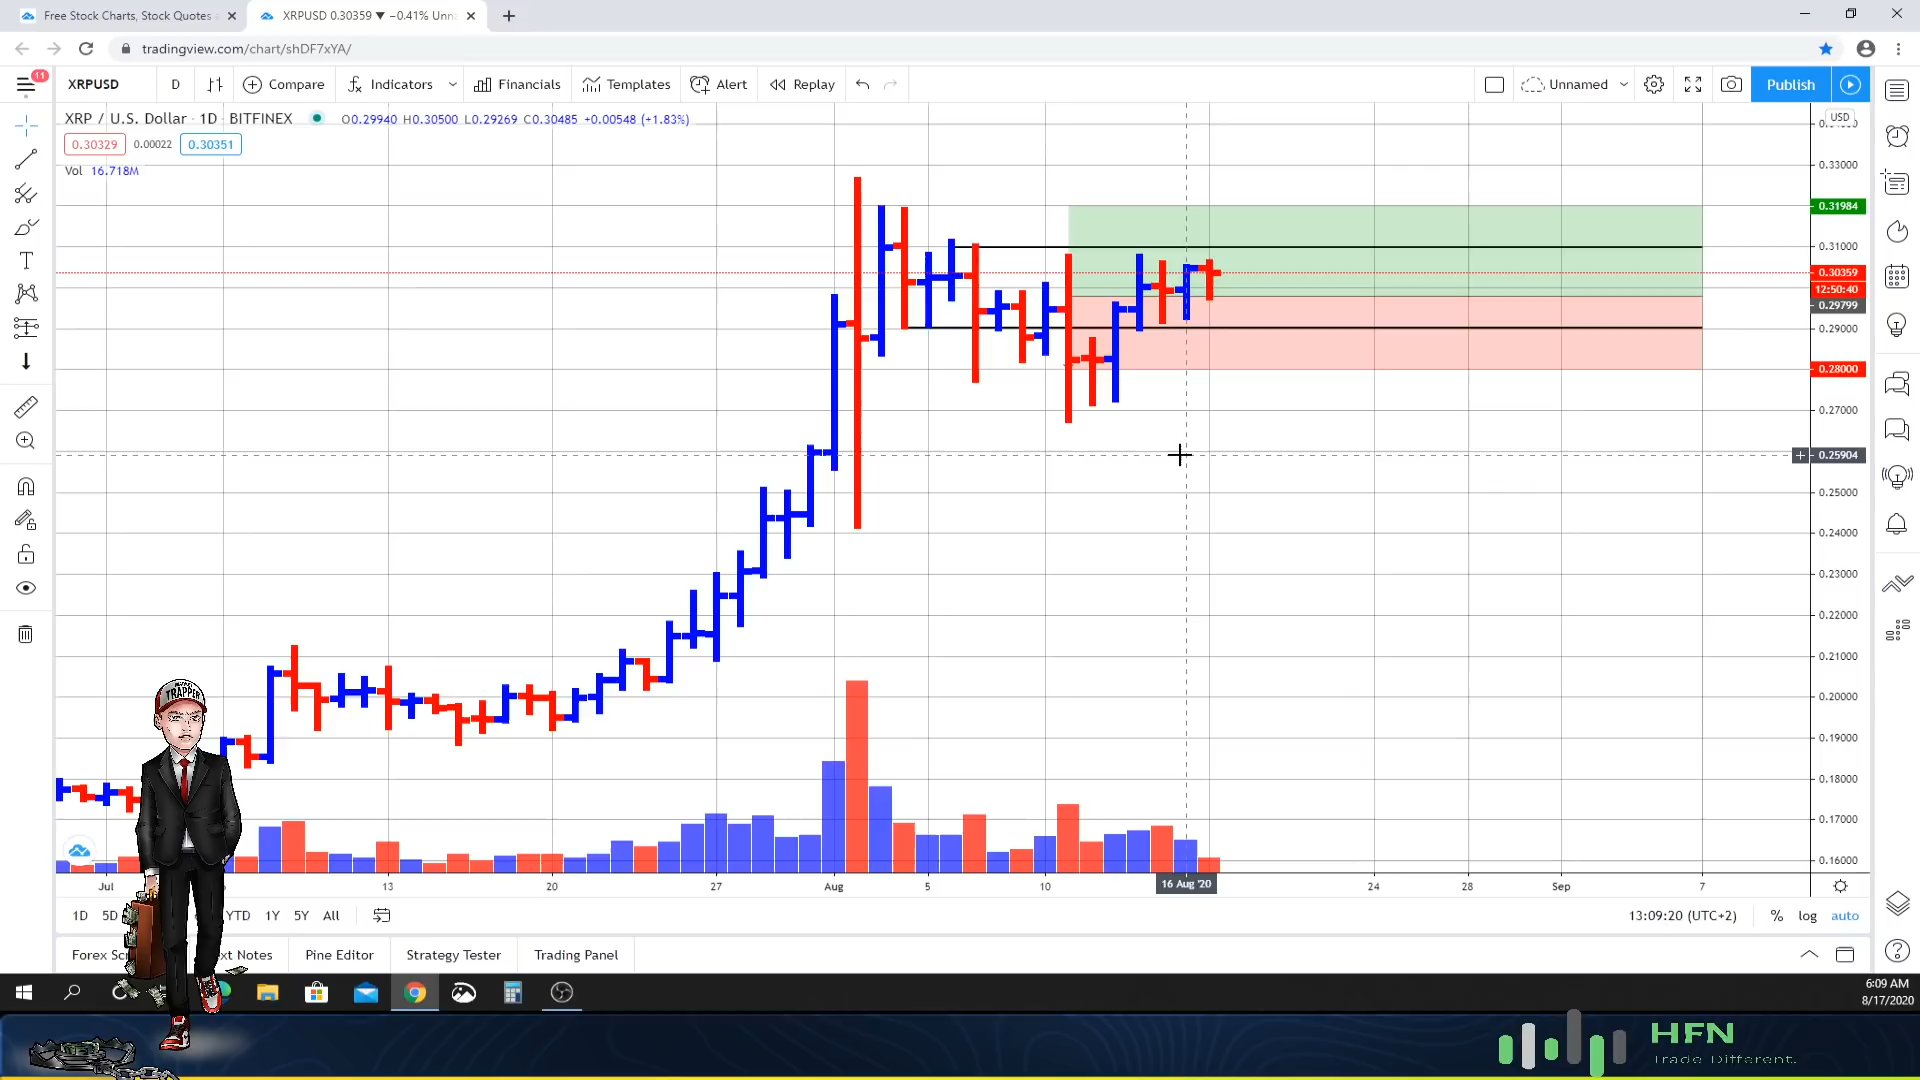 Free Stock Charts, Stock Quotes
XRPUSD 0.30359 ▼ −0.41% Unna
tradingview.com/chart/shDF7xYA/
11
XRPUSD D Compare Indicators Financials Templates Alert Replay Unnamed Publish
XRP / U.S. Dollar · 1D · BITFINEX O0.29940 H0.30500 L0.29269 C0.30485 +0.00548 (+1.83%)
USD
0.30329 0.00022 0.30351
Vol 16.718M
0.33000
0.31984
0.31000
0.30359
12:50:40
0.29799
0.29000
0.28000
0.27000
0.25904
0.25000
0.24000
0.23000
0.22000
0.21000
0.20000
0.19000
0.18000
0.17000
0.16000
TRAPPER
Jul 13 20 27 Aug 5 10 16 Aug '20 24 28 Sep 7
1D 5D YTD 1Y 5Y All 13:09:20 (UTC+2) % log auto
Forex Sc ext Notes Pine Editor Strategy Tester Trading Panel
6:09 AM
8/17/2020
HFN
Trade Different.